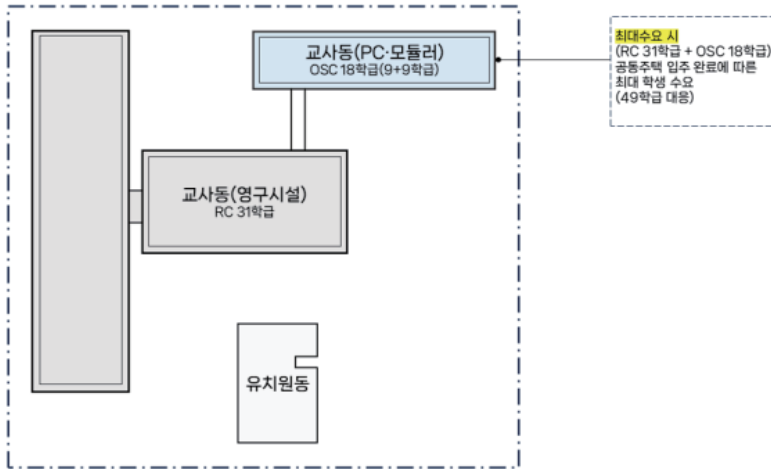 교사동(PC·모듈러)
OSC 18학급(9+9학급)
최대수요 시
(RC 31학급 + OSC 18학급)
공동주택 입주 완료에 따른
최대 학생 수요
(49학급 대응)
교사동(영구시설)
RC 31학급
유치원동